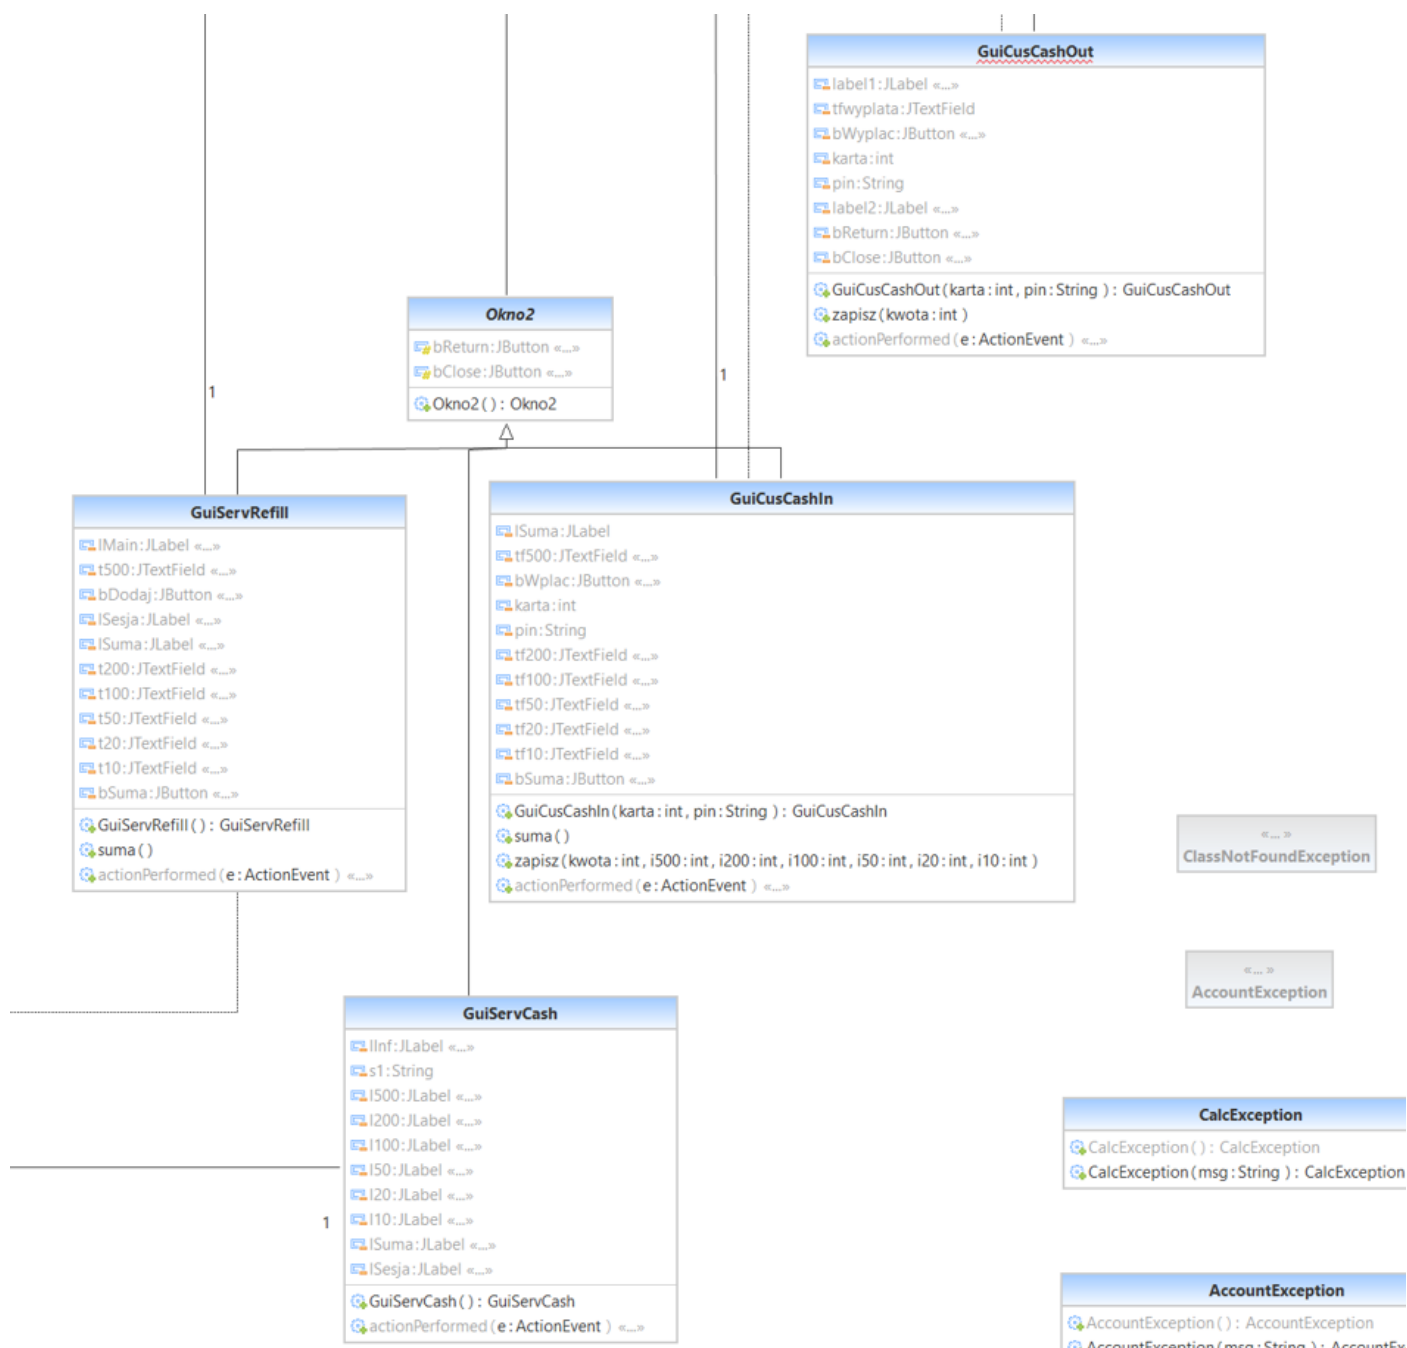 GuiCusCashOut
label1:JLabel «...»
tfwyplata:JTextField
bWyplac:JButton «...»
karta:int
pin:String
label2:JLabel «...»
bReturn:JButton «...»
bClose:JButton «...»
GuiCusCashOut(karta:int, pin:String ): GuiCusCashOut
zapisz(kwota:int )
actionPerformed(e:ActionEvent ) «...»
Okno2
bReturn:JButton «...»
bClose:JButton «...»
Okno2( ): Okno2
1
1
GuiServRefill
lMain:JLabel «...»
t500:JTextField «...»
bDodaj:JButton «...»
lSesja:JLabel «...»
lSuma:JLabel «...»
t200:JTextField «...»
t100:JTextField «...»
t50:JTextField «...»
t20:JTextField «...»
t10:JTextField «...»
bSuma:JButton «...»
GuiServRefill( ): GuiServRefill
suma( )
actionPerformed(e:ActionEvent ) «...»
GuiCusCashIn
lSuma:JLabel
tf500:JTextField «...»
bWplac:JButton «...»
karta:int
pin:String
tf200:JTextField «...»
tf100:JTextField «...»
tf50:JTextField «...»
tf20:JTextField «...»
tf10:JTextField «...»
bSuma:JButton «...»
GuiCusCashIn(karta:int, pin:String ): GuiCusCashIn
suma( )
zapisz(kwota:int, i500:int, i200:int, i100:int, i50:int, i20:int, i10:int )
actionPerformed(e:ActionEvent ) «...»
«... »
ClassNotFoundException
«... »
AccountException
GuiServCash
lInf:JLabel «...»
s1:String
l500:JLabel «...»
l200:JLabel «...»
l100:JLabel «...»
l50:JLabel «...»
l20:JLabel «...»
l10:JLabel «...»
lSuma:JLabel «...»
lSesja:JLabel «...»
GuiServCash( ): GuiServCash
actionPerformed(e:ActionEvent ) «...»
1
CalcException
CalcException( ): CalcException
CalcException(msg:String ): CalcException
AccountException
AccountException( ): AccountException
AccountException(msg:String ): AccountEx